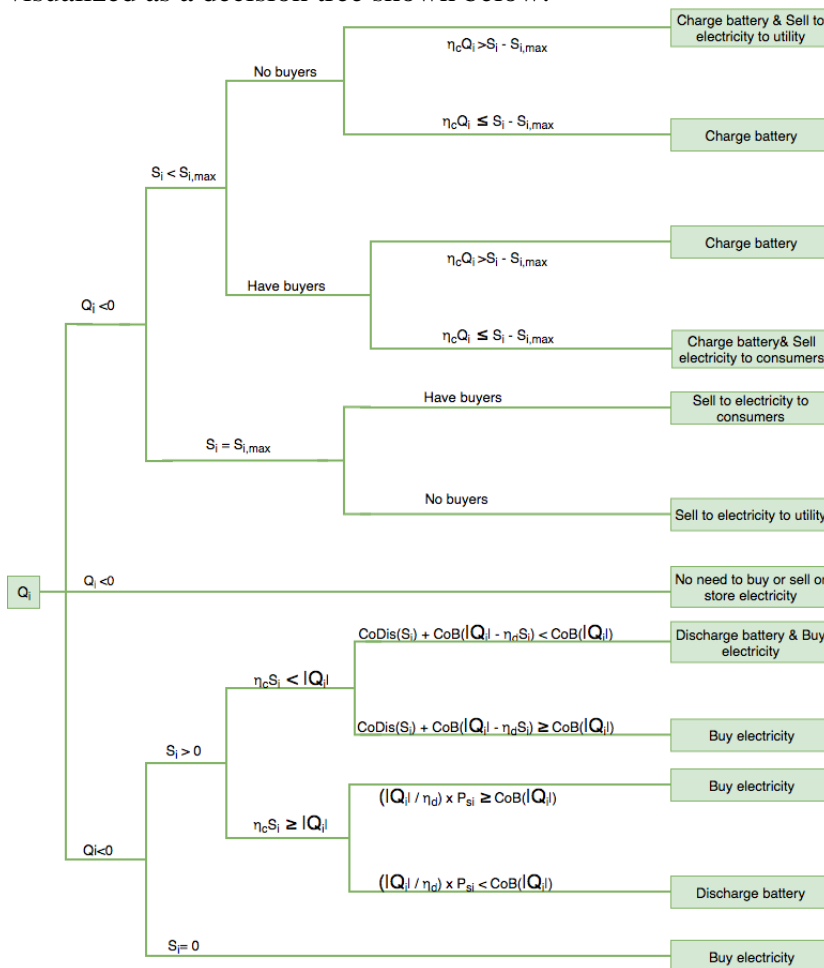 visualized as a decision tree shown below.
Charge battery & Sell to
electricity to utility
ηcQi>Si - Si,max
No buyers
ηcQi ≤ Si - Si,max
Charge battery
Si < Si,max
Charge battery
ηcQi>Si - Si,max
Have buyers
Qi <0
ηcQi ≤ Si - Si,max
Charge battery& Sell
electricity to consumers
Have buyers
Sell to electricity to
consumers
Si = Si,max
No buyers
Sell to electricity to utility
Qi
Qi <0
No need to buy or sell or
store electricity
CoDis(Si) + CoB(|Qi| - ηdSi) < CoB(|Qi|)
Discharge battery & Buy
electricity
ηcSi < |Qi|
CoDis(Si) + CoB(|Qi| - ηdSi) ≥ CoB(|Qi|)
Buy electricity
Si > 0
Buy electricity
(|Qi| / ηd) x Psi ≥ CoB(|Qi|)
ηcSi ≥ |Qi|
Qi<0
(|Qi| / ηd) x Psi < CoB(|Qi|)
Discharge battery
Si= 0
Buy electricity